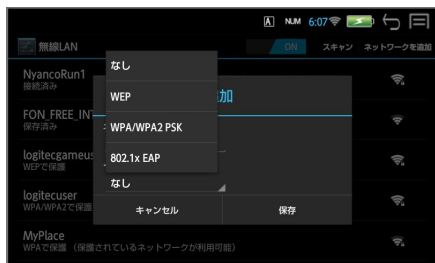 A NUM 6:07
無線LAN ON スキャン ネットワークを追加
NyancoRun1
接続済み
FON_FREE_IN
保存済み
logitecgameus
WEPで保護
logitecuser
WPA/WPA2で保護
MyPlace
WPAで保護（保護されているネットワークが利用可能）
追加
なし
WEP
WPA/WPA2 PSK
802.1x EAP
なし
キャンセル 保存